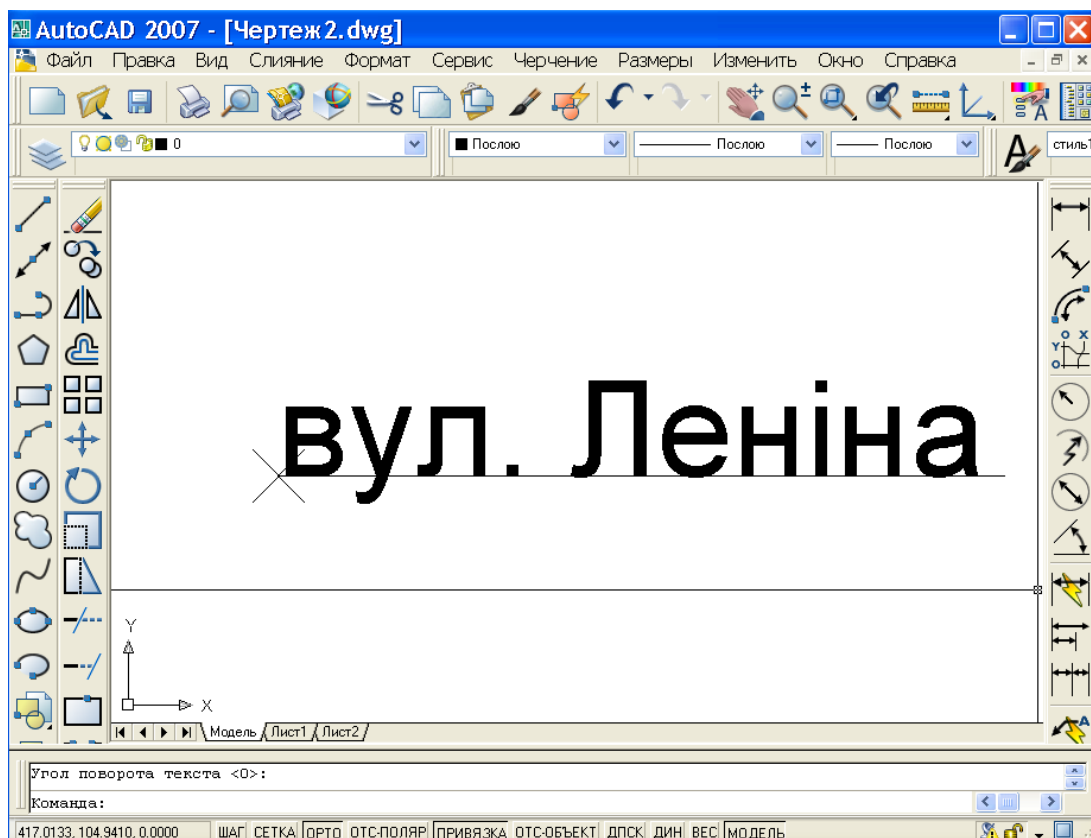 AutoCAD 2007 - [Чертеж2.dwg]
Файл Правка Вид Слияние Формат Сервис Черчение Размеры Изменить Окно Справка
0 Послою Послою Послою стиль1
вул. Леніна
Y
X
Модель Лист1 Лист2
Угол поворота текста <0>:
Команда:
417.0133, 104.9410, 0.0000 ШАГ СЕТКА ОРТО ОТС-ПОЛЯР ПРИВЯЗКА ОТС-ОБЪЕКТ ДПСК ДИН ВЕС МОДЕЛЬ